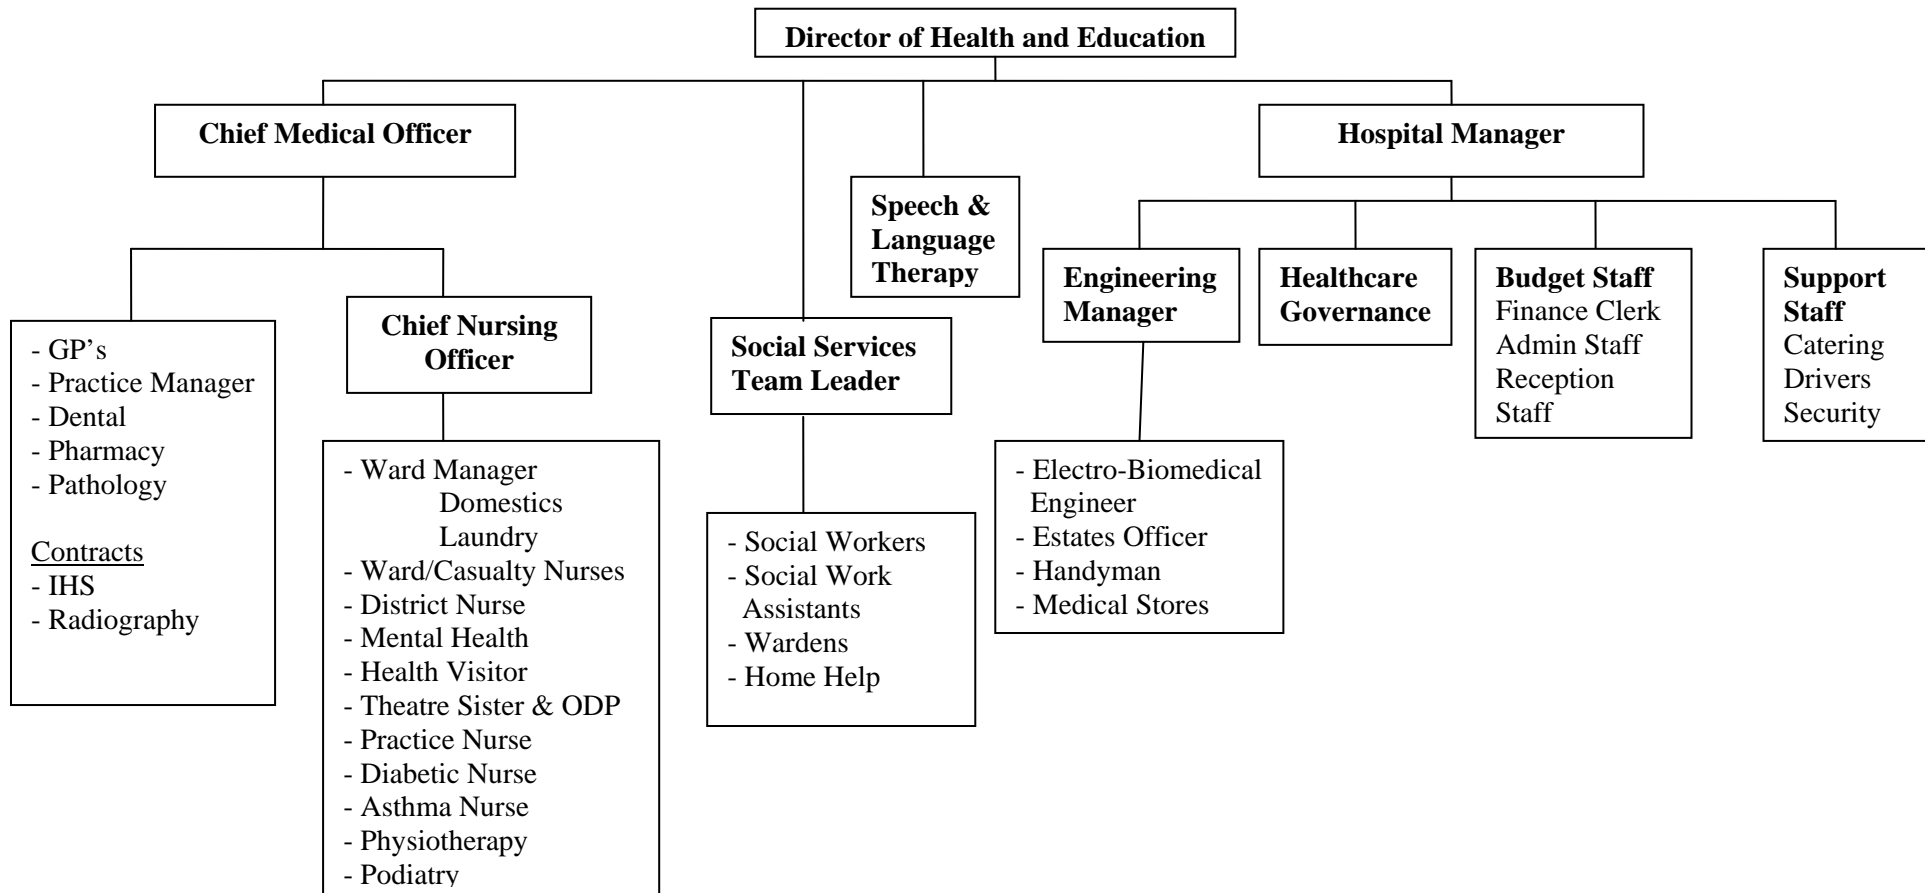 Director of Health and Education
Chief Medical Officer
Hospital Manager
Speech &
Language
Therapy
Engineering
Manager
Healthcare
Governance
Budget Staff
Finance Clerk
Admin Staff
Reception
Staff
Support
Staff
Catering
Drivers
Security
- GP’s
- Practice Manager
- Dental
- Pharmacy
- Pathology
Contracts
- IHS
- Radiography
Chief Nursing
Officer
Social Services
Team Leader
- Ward Manager
Domestics
Laundry
- Ward/Casualty Nurses
- District Nurse
- Mental Health
- Health Visitor
- Theatre Sister & ODP
- Practice Nurse
- Diabetic Nurse
- Asthma Nurse
- Physiotherapy
- Podiatry
- Social Workers
- Social Work
Assistants
- Wardens
- Home Help
- Electro-Biomedical
Engineer
- Estates Officer
- Handyman
- Medical Stores